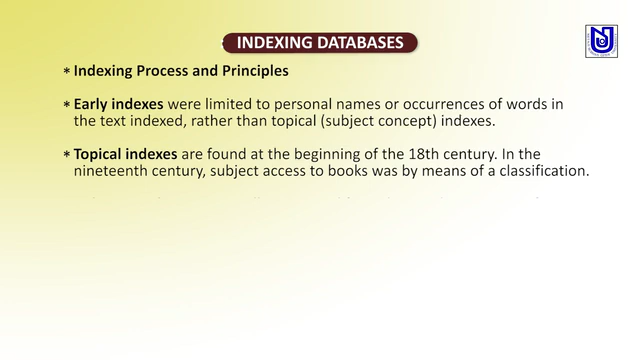 INDEXING DATABASES
* Indexing Process and Principles
* Early indexes were limited to personal names or occurrences of words in
the text indexed, rather than topical (subject concept) indexes.
* Topical indexes are found at the beginning of the 18th century. In the
nineteenth century, subject access to books was by means of a classification.